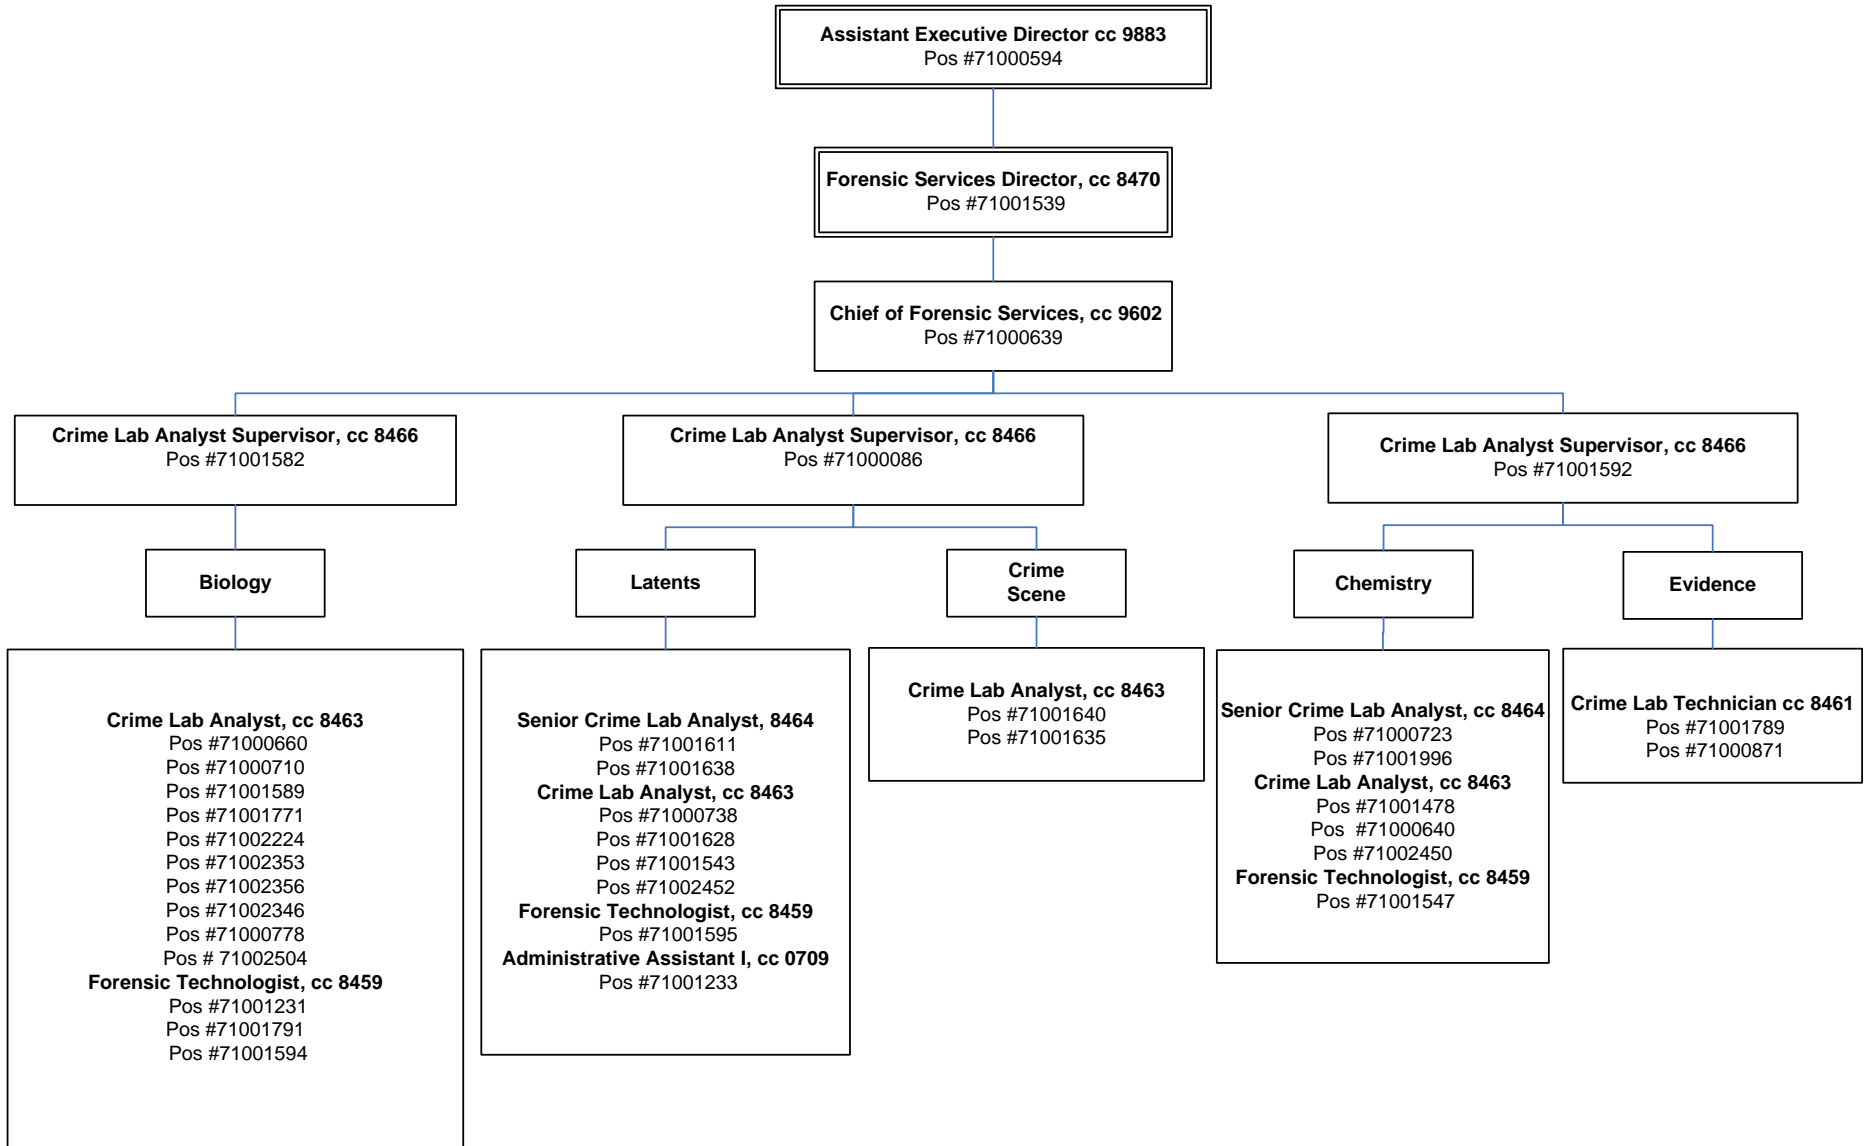 Assistant Executive Director cc 9883
Pos #71000594
Forensic Services Director, cc 8470
Pos #71001539
Chief of Forensic Services, cc 9602
Pos #71000639
Crime Lab Analyst Supervisor, cc 8466
Pos #71001582
Crime Lab Analyst Supervisor, cc 8466
Pos #71000086
Crime Lab Analyst Supervisor, cc 8466
Pos #71001592
Biology
Latents
Crime
Scene
Chemistry
Evidence
Crime Lab Analyst, cc 8463
Pos #71000660
Pos #71000710
Pos #71001589
Pos #71001771
Pos #71002224
Pos #71002353
Pos #71002356
Pos #71002346
Pos #71000778
Pos # 71002504
Forensic Technologist, cc 8459
Pos #71001231
Pos #71001791
Pos #71001594
Senior Crime Lab Analyst, 8464
Pos #71001611
Pos #71001638
Crime Lab Analyst, cc 8463
Pos #71000738
Pos #71001628
Pos #71001543
Pos #71002452
Forensic Technologist, cc 8459
Pos #71001595
Administrative Assistant I, cc 0709
Pos #71001233
Crime Lab Analyst, cc 8463
Pos #71001640
Pos #71001635
Senior Crime Lab Analyst, cc 8464
Pos #71000723
Pos #71001996
Crime Lab Analyst, cc 8463
Pos #71001478
Pos  #71000640
Pos #71002450
Forensic Technologist, cc 8459
Pos #71001547
Crime Lab Technician cc 8461
Pos #71001789
Pos #71000871